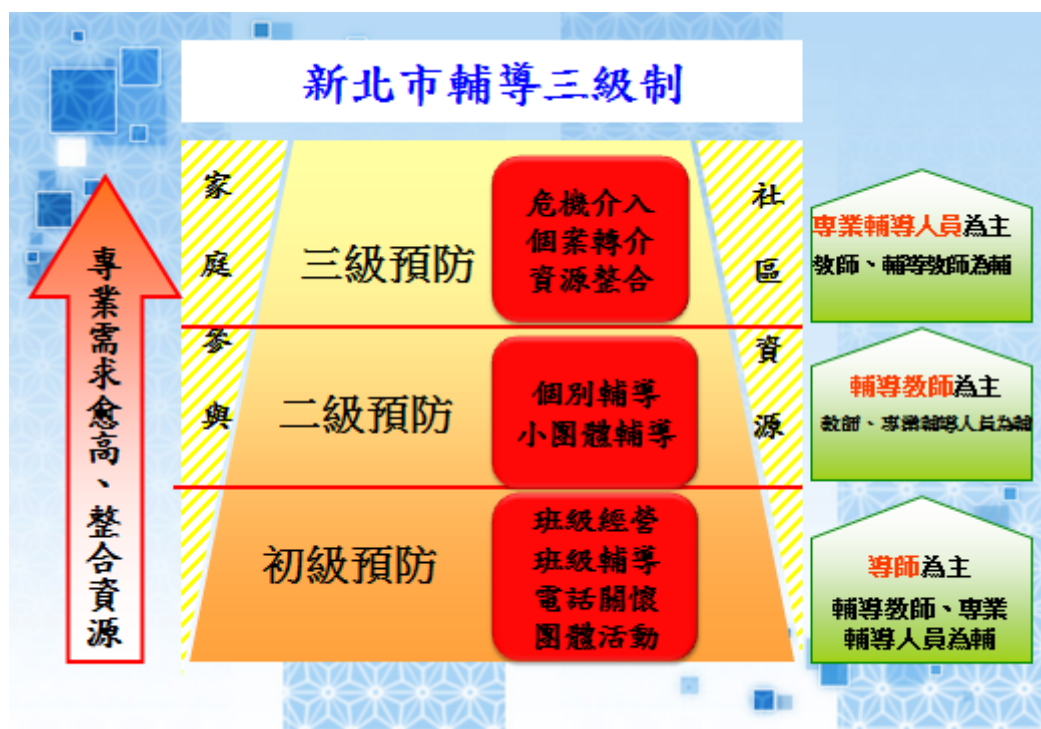 新北市輔導三級制
專業需求愈高、整合資源
家庭參與
三級預防
危機介入
個案轉介
資源整合
社區資源
專業輔導人員為主
教師、輔導教師為輔
二級預防
個別輔導
小團體輔導
輔導教師為主
教師、專業輔導人員為輔
初級預防
班級經營
班級輔導
電話關懷
團體活動
導師為主
輔導教師、專業
輔導人員為輔